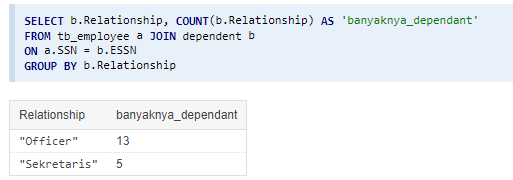 SELECT b.Relationship, COUNT(b.Relationship) AS 'banyaknya_dependant'
FROM tb_employee a JOIN dependent b
ON a.SSN = b.ESSN
GROUP BY b.Relationship
Relationship banyaknya_dependant
"Officer" 13
"Sekretaris" 5